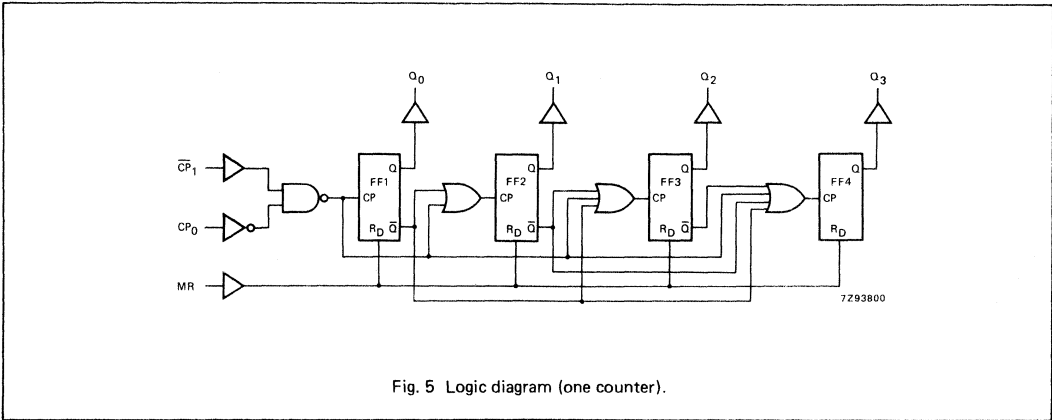 Q0 Q1 Q2 Q3
CP1
Q Q Q Q
FF1 FF2 FF3 FF4
CP CP CP CP
CP0
RD Q RD Q RD Q RD
MR
7Z93800
Fig. 5 Logic diagram (one counter).